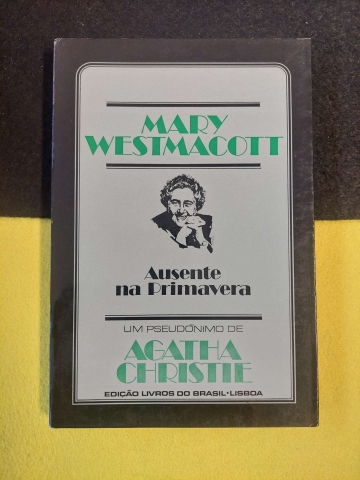 MARY
WESTMACOTT
Ausente
na Primavera
UM PSEUDÓNIMO DE
AGATHA
CHRISTIE
EDIÇÃO LIVROS DO BRASIL • LISBOA